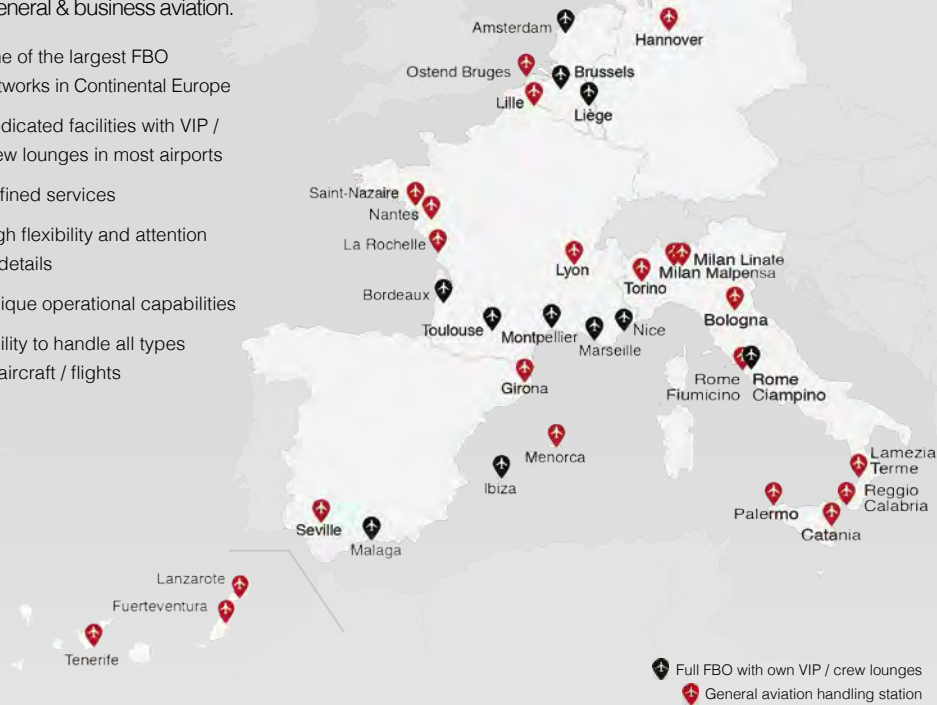 eneral & business aviation.
ne of the largest FBO
tworks in Continental Europe
dicated facilities with VIP /
ew lounges in most airports
fined services
gh flexibility and attention
details
ique operational capabilities
ility to handle all types
aircraft / flights
Amsterdam
Hannover
Ostend Bruges
Brussels
Lille
Liège
Saint-Nazaire
Nantes
La Rochelle
Lyon
Milan Linate
Milan Malpensa
Torino
Bordeaux
Bologna
Toulouse
Montpellier
Nice
Marseille
Girona
Rome
Fiumicino
Rome
Ciampino
Menorca
Ibiza
Lamezia
Terme
Reggio
Calabria
Palermo
Catania
Seville
Malaga
Lanzarote
Fuerteventura
Tenerife
Full FBO with own VIP / crew lounges
General aviation handling station